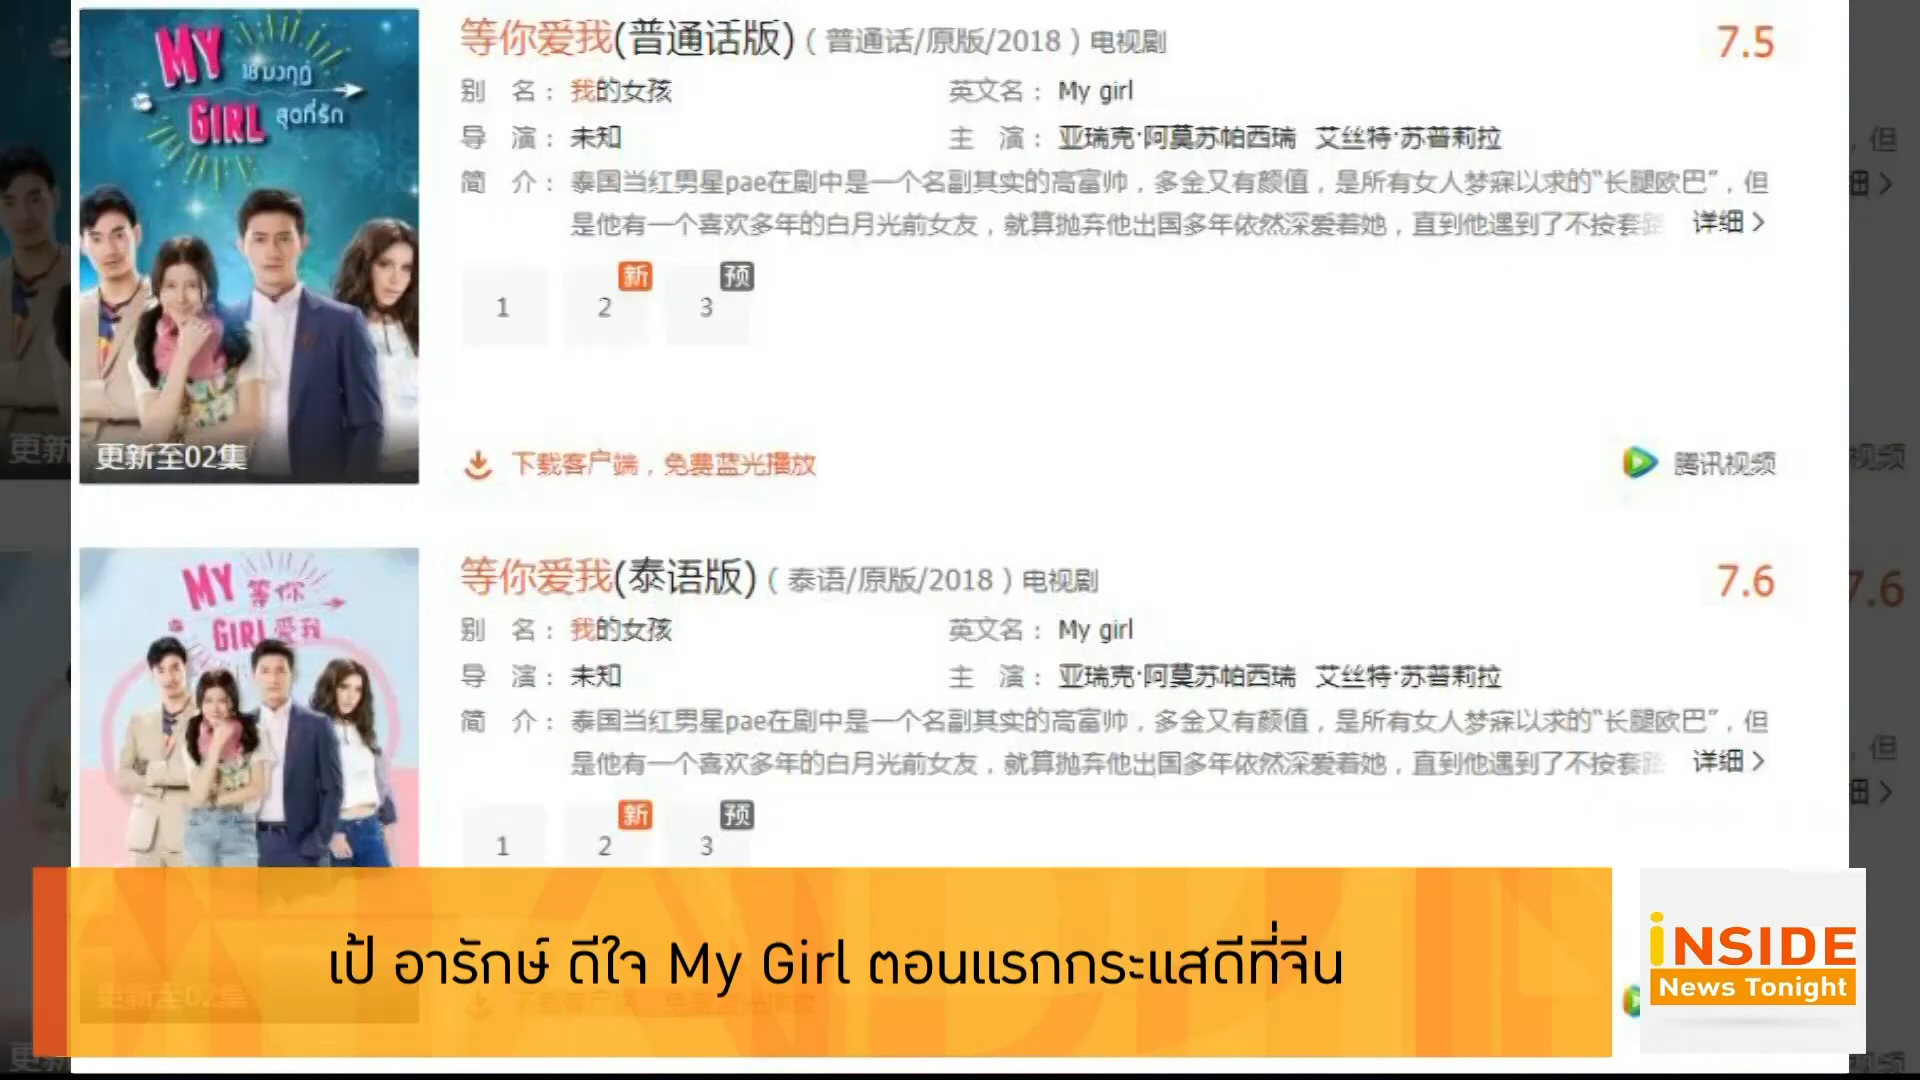 MY
18 มงกุฎ
GIRL สุดที่รัก
更新至02集
等你爱我(普通话版) ( 普通话/原版/2018 ) 电视剧
7.5
别 名： 我的女孩
英文名： My girl
导 演： 未知
主 演： 亚瑞克·阿莫苏帕西瑞 艾丝特·苏普莉拉
简 介： 泰国当红男星pae在剧中是一个名副其实的高富帅，多金又有颜值，是所有女人梦寐以求的“长腿欧巴”，但
是他有一个喜欢多年的白月光前女友，就算抛弃他出国多年依然深爱着她，直到他遇到了不按套路 详细 >
1 2 新 3 预
下载客户端，免费蓝光播放
腾讯视频
MY 等你
GIRL 爱我
等你爱我(泰语版) ( 泰语/原版/2018 ) 电视剧
7.6
别 名： 我的女孩
英文名： My girl
导 演： 未知
主 演： 亚瑞克·阿莫苏帕西瑞 艾丝特·苏普莉拉
简 介： 泰国当红男星pae在剧中是一个名副其实的高富帅，多金又有颜值，是所有女人梦寐以求的“长腿欧巴”，但
是他有一个喜欢多年的白月光前女友，就算抛弃他出国多年依然深爱着她，直到他遇到了不按套路 详细 >
1 2 新 3 预
更新至02集
เป้ อารักษ์ ดีใจ My Girl ตอนแรกกระแสดีที่จีน
iNSIDE
News Tonight